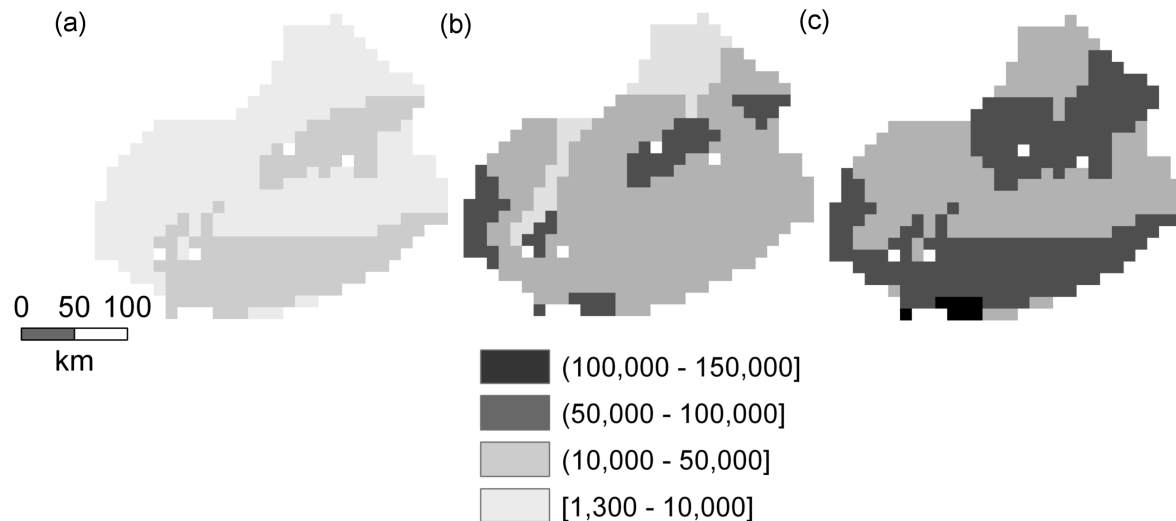 (a)
(b)
(c)
0 50 100
km
(100,000 - 150,000]
(50,000 - 100,000]
(10,000 - 50,000]
[1,300 - 10,000]